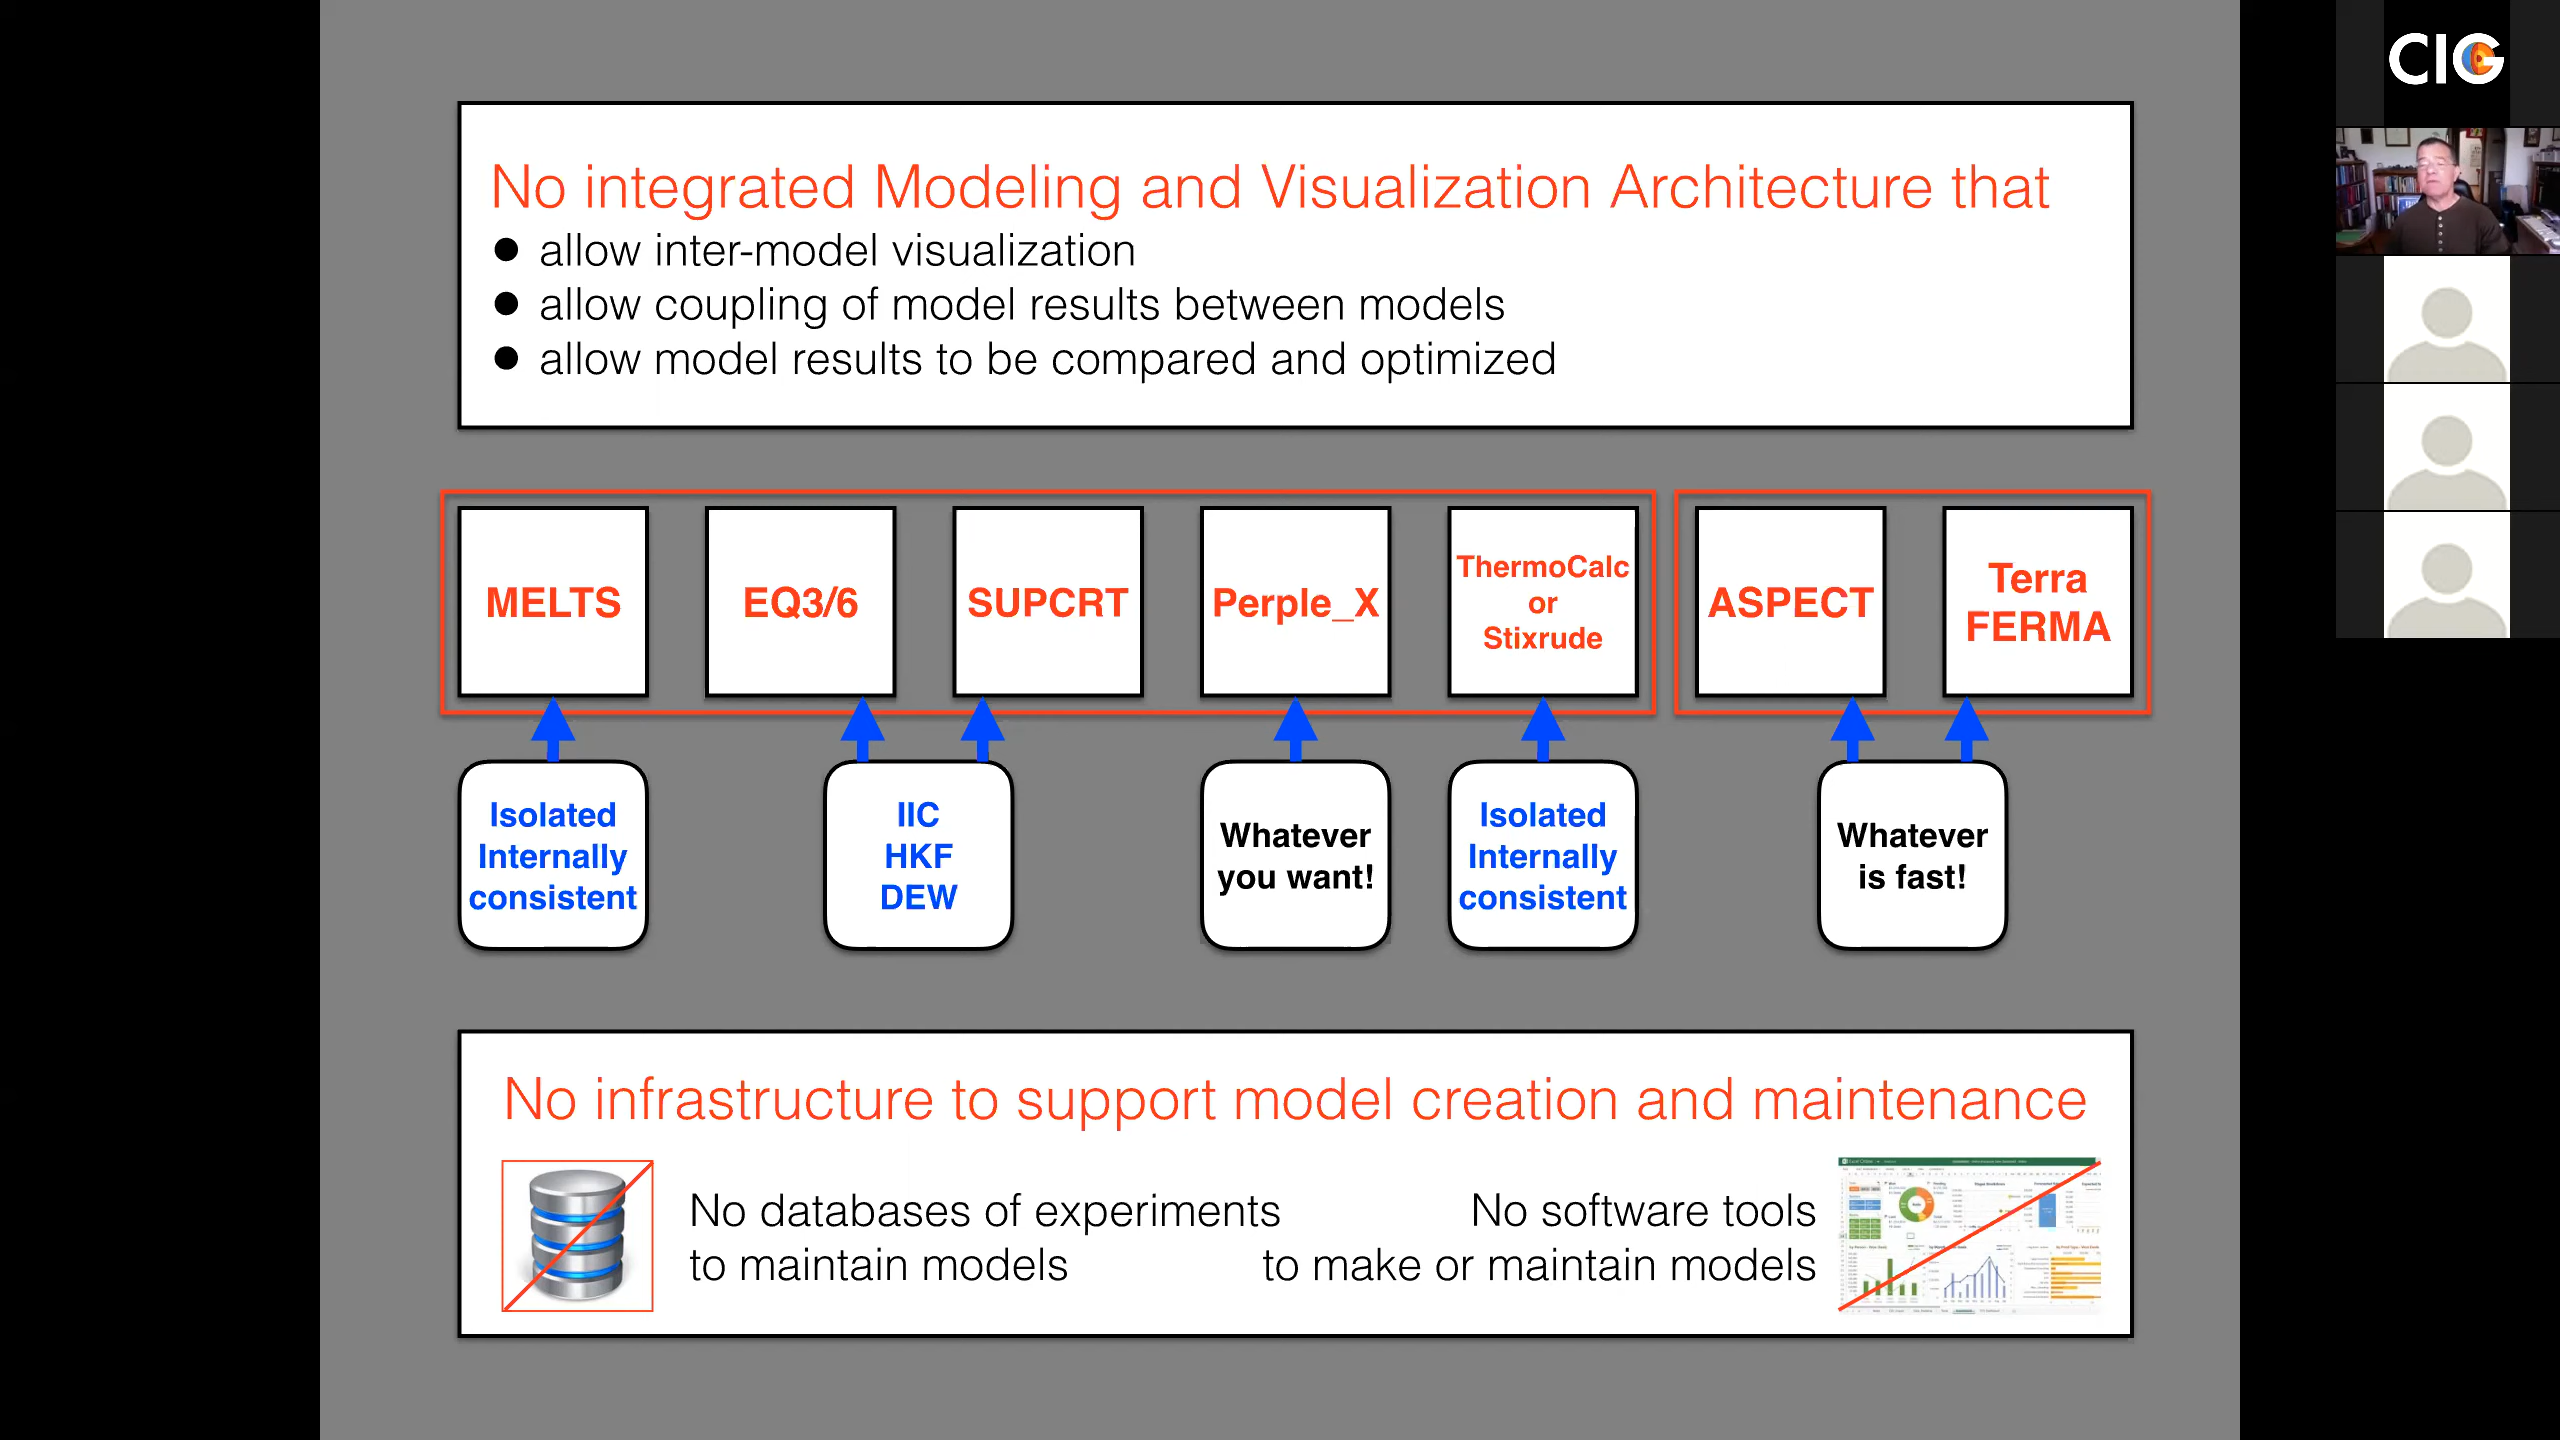 No integrated Modeling and Visualization Architecture that
● allow inter-model visualization
● allow coupling of model results between models
● allow model results to be compared and optimized
MELTS
EQ3/6
SUPCRT
Perple_X
ThermoCalc
or
Stixrude
ASPECT
Terra
FERMA
Isolated
Internally
consistent
IIC
HKF
DEW
Whatever
you want!
Isolated
Internally
consistent
Whatever
is fast!
No infrastructure to support model creation and maintenance
No databases of experiments
to maintain models
No software tools
to make or maintain models
CIG